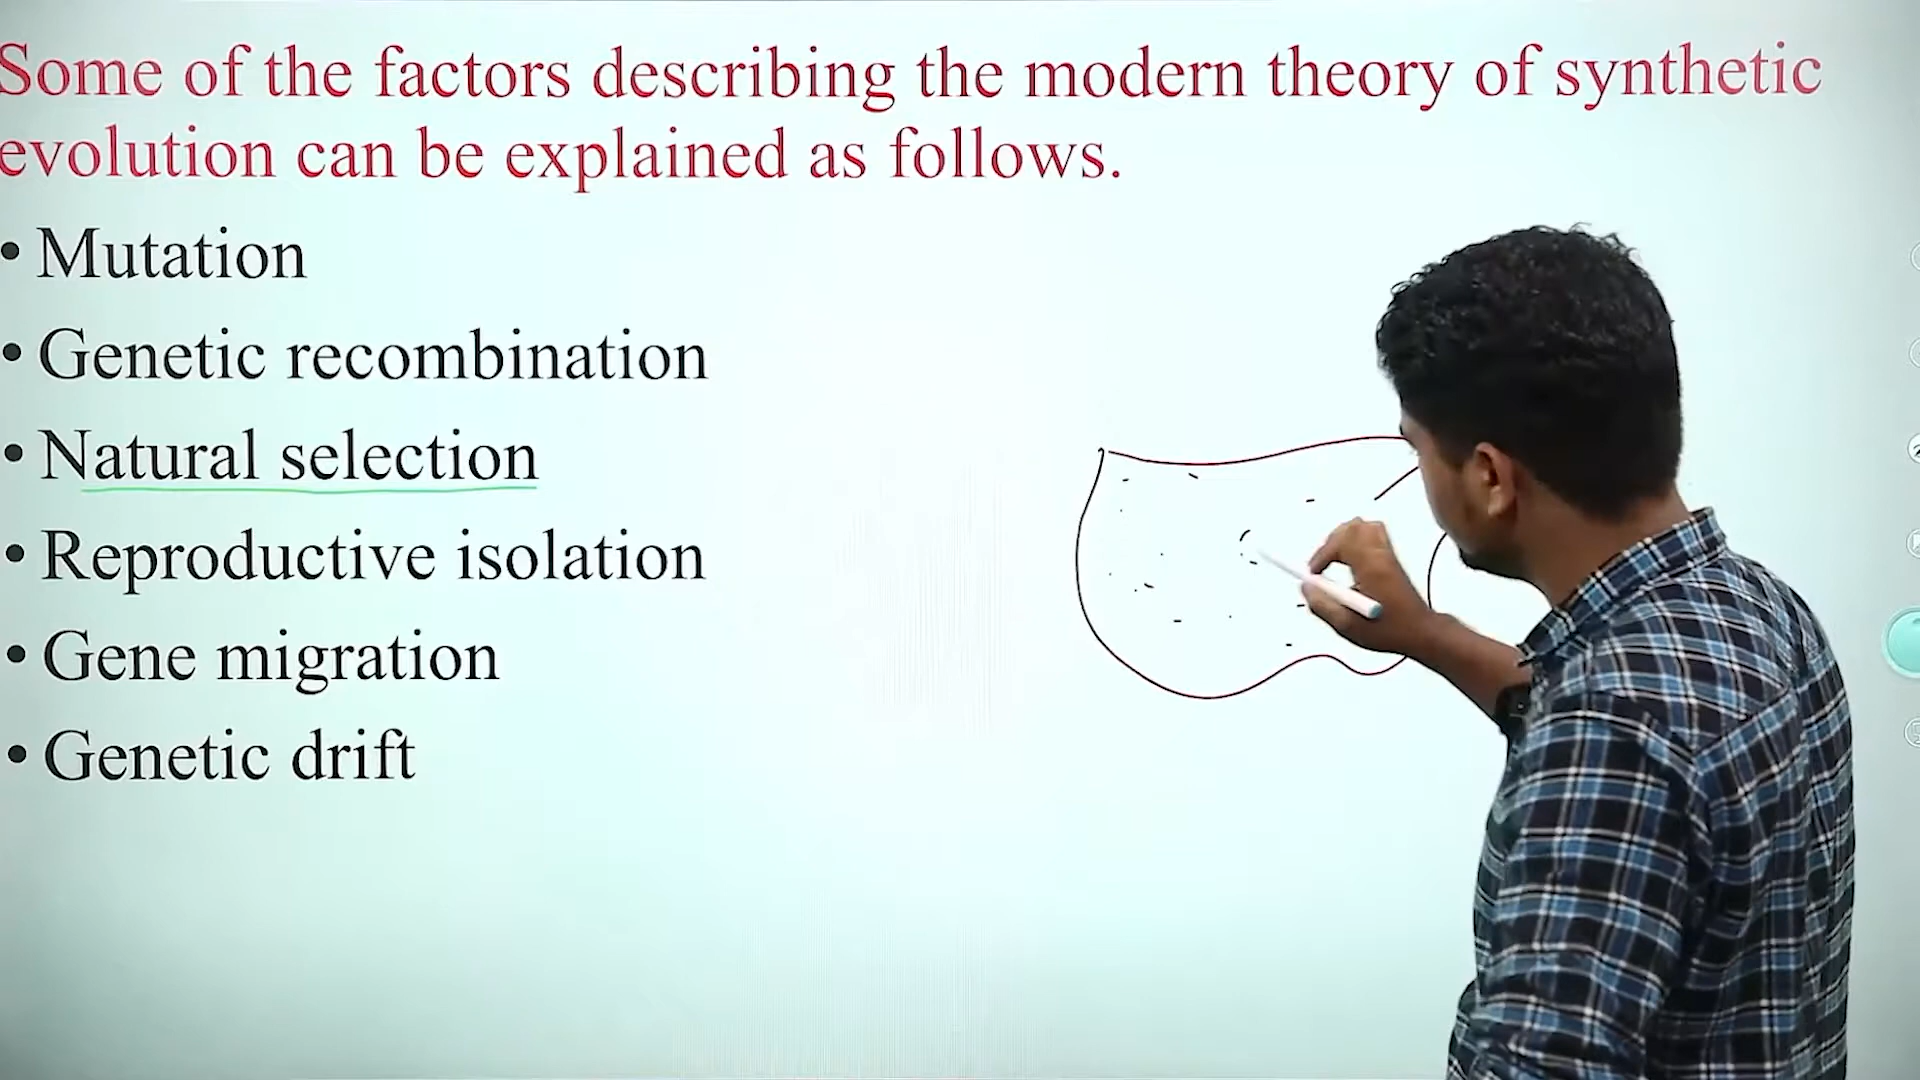 Some of the factors describing the modern theory of synthetic
evolution can be explained as follows.
• Mutation
• Genetic recombination
• Natural selection
• Reproductive isolation
• Gene migration
• Genetic drift